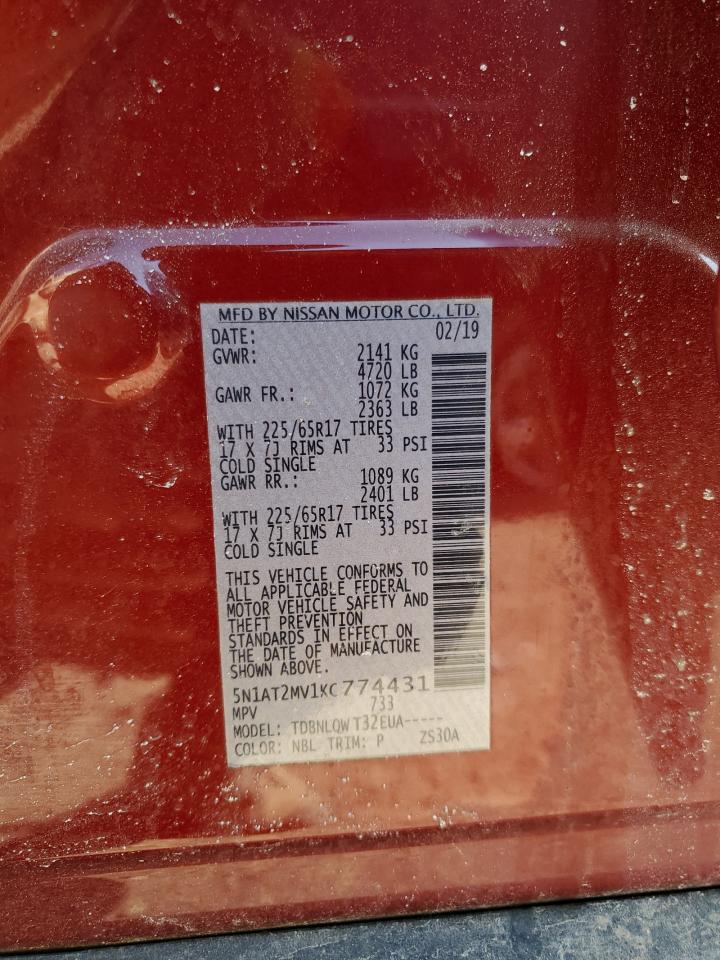 MFD BY NISSAN MOTOR CO., LTD.
DATE: 02/19
GVWR: 2141 KG
4720 LB
GAWR FR.: 1072 KG
2363 LB
WITH 225/65R17 TIRES
17 X 7J RIMS AT 33 PSI
COLD SINGLE
GAWR RR.: 1089 KG
2401 LB
WITH 225/65R17 TIRES
17 X 7J RIMS AT 33 PSI
COLD SINGLE
THIS VEHICLE CONFORMS TO
ALL APPLICABLE FEDERAL
MOTOR VEHICLE SAFETY AND
THEFT PREVENTION
STANDARDS IN EFFECT ON
THE DATE OF MANUFACTURE
SHOWN ABOVE.
5N1AT2MV1KC774431
MPV 733
MODEL: TDBNLQWT32EUA-----
COLOR: NBL TRIM: P ZS30A